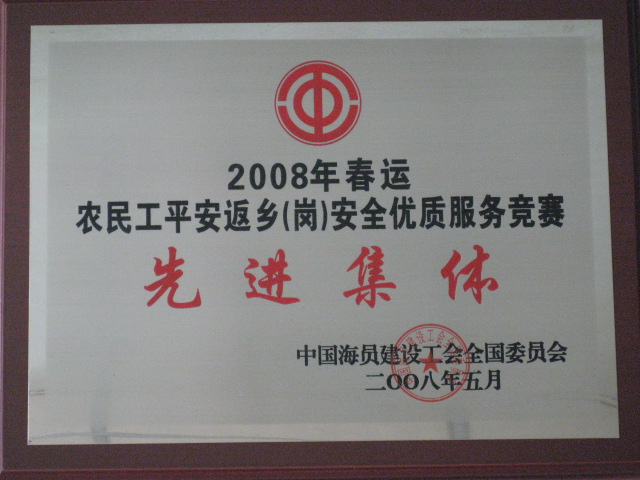 2008年春运
农民工平安返乡(岗)安全优质服务竞赛
先进集体
中国海员建设工会全国委员会
二〇〇八年五月